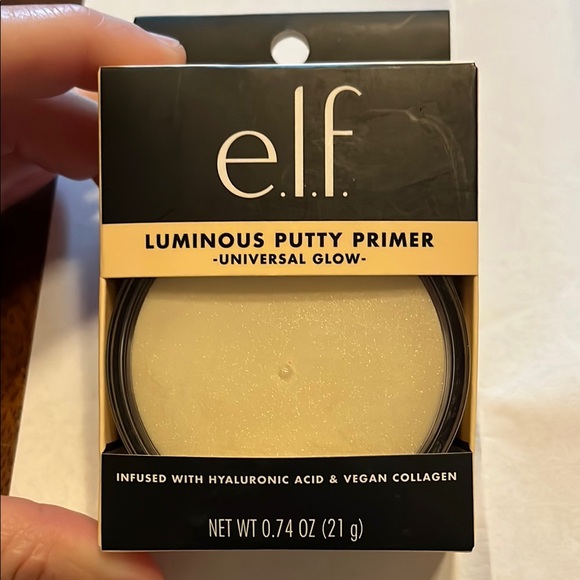 e.l.f.
LUMINOUS PUTTY PRIMER
-UNIVERSAL GLOW-
INFUSED WITH HYALURONIC ACID & VEGAN COLLAGEN
NET WT 0.74 OZ (21 g)